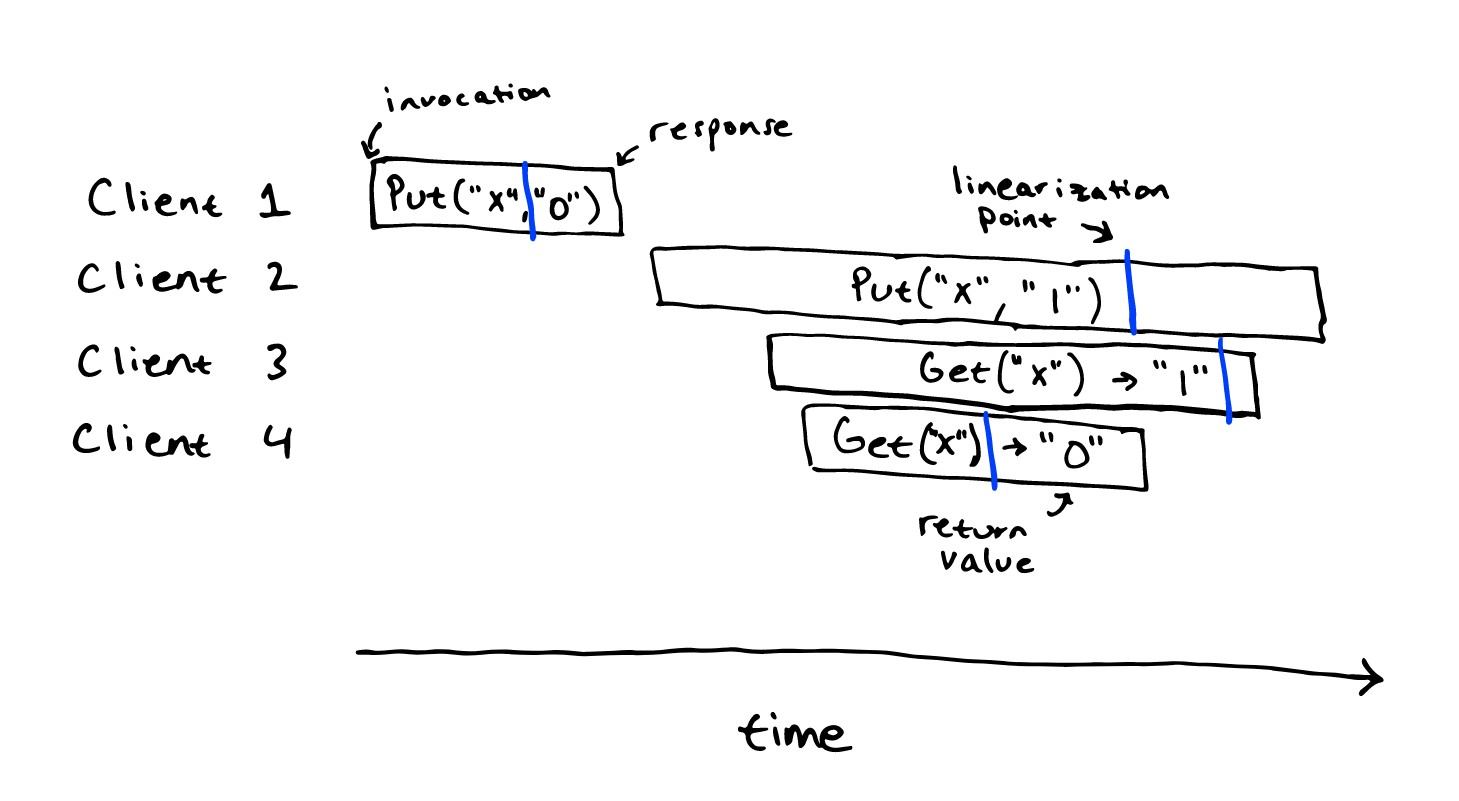 invocation
response
Client 1
Put("x","0")
linearization
point
Client 2
Put("x","1")
Client 3
Get("x") → "1"
Client 4
Get("x") → "0"
return
value
time